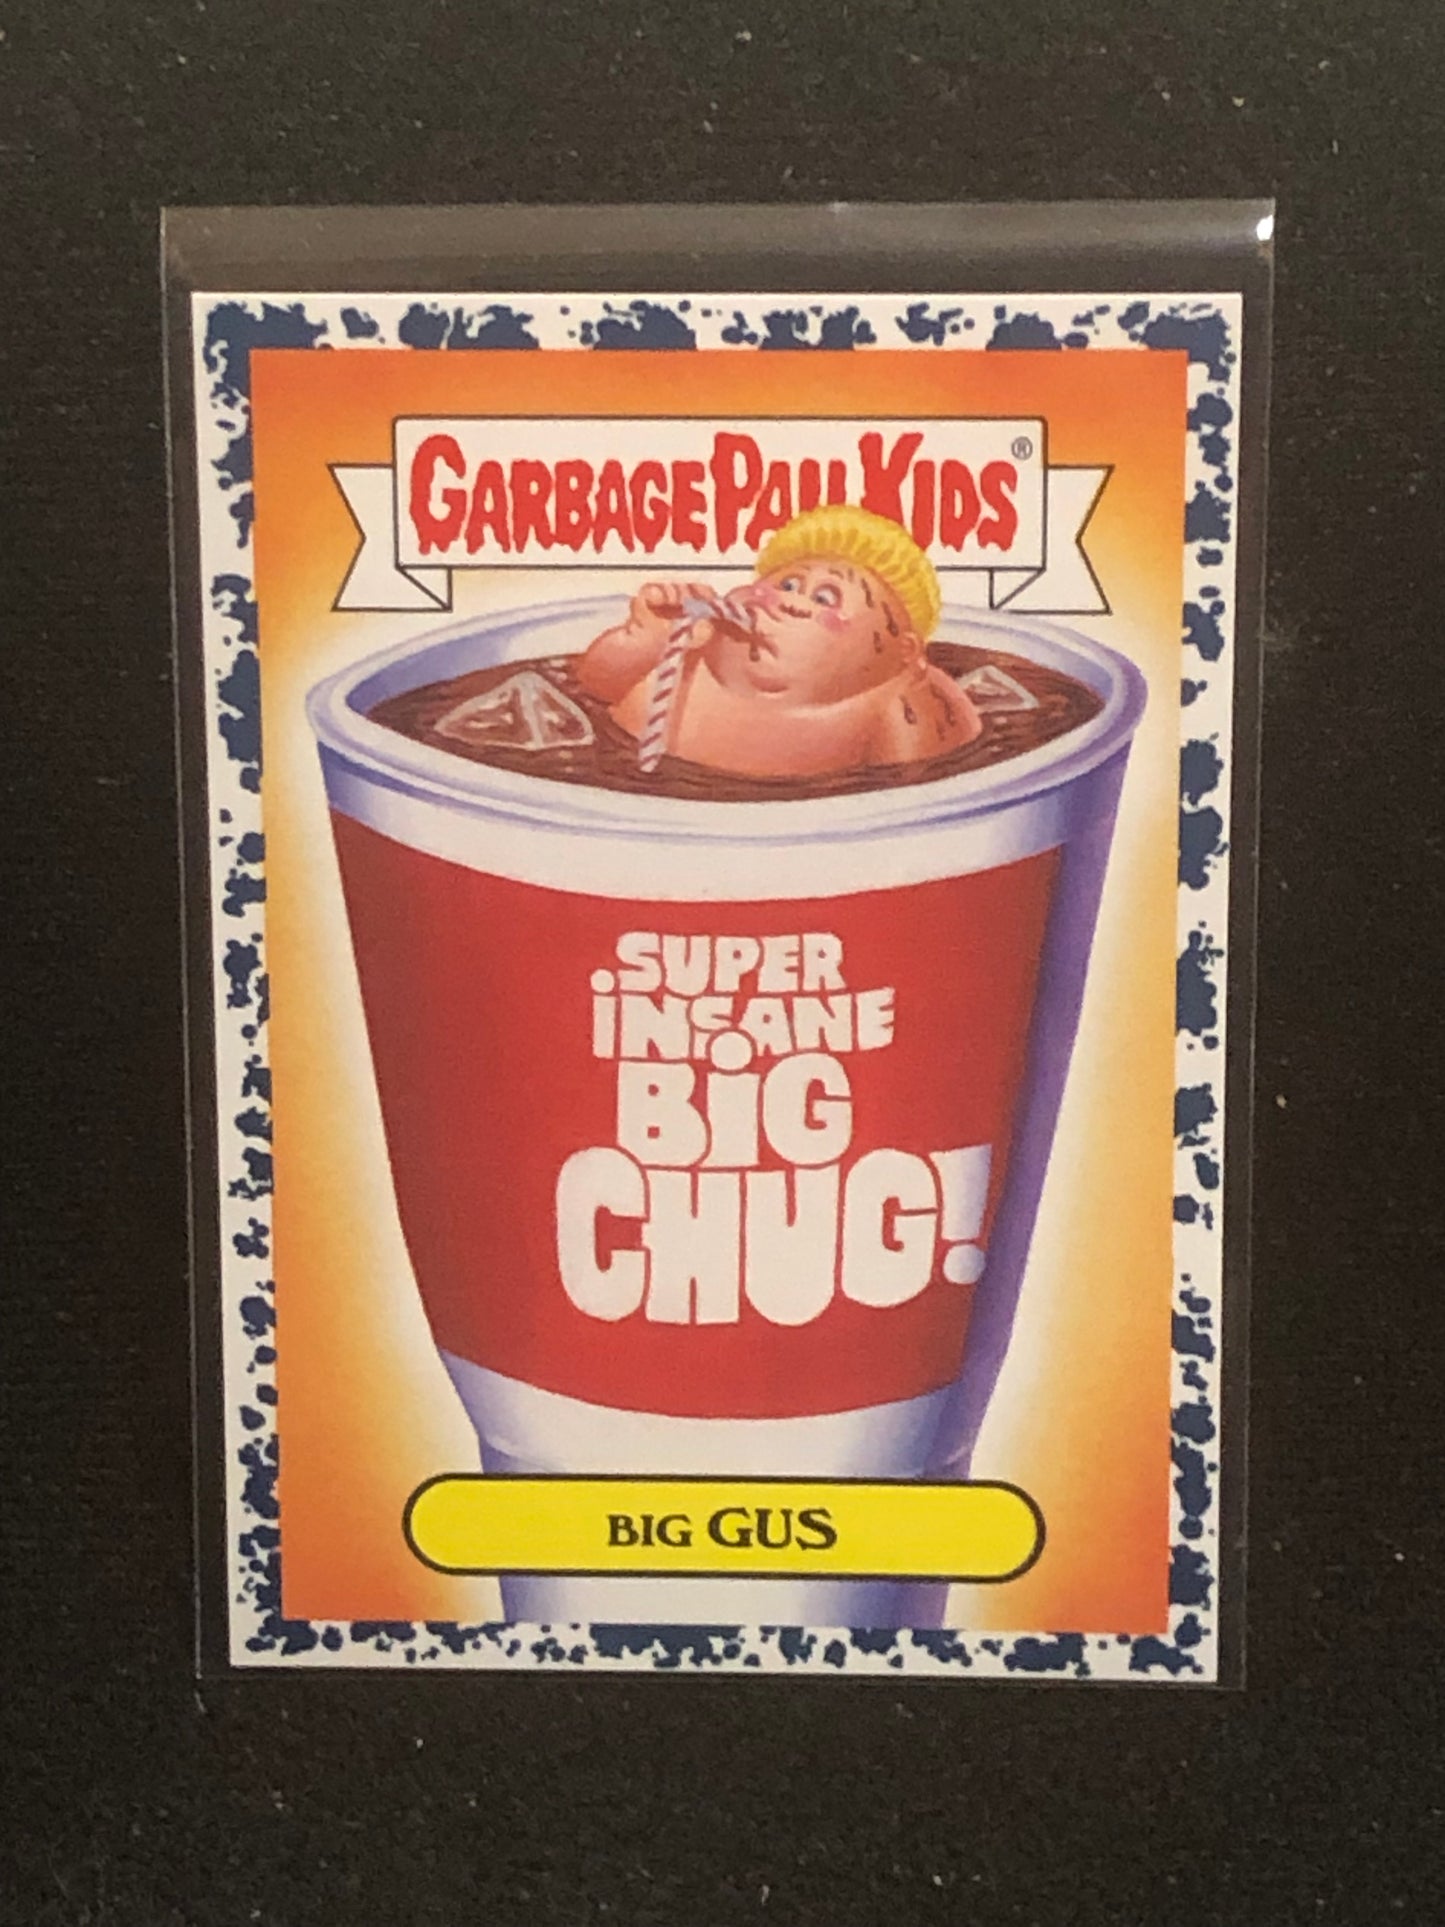 GARBAGE PAIL KIDS®
SUPER
iNSANE
BiG
CHUG!
BIG GUS